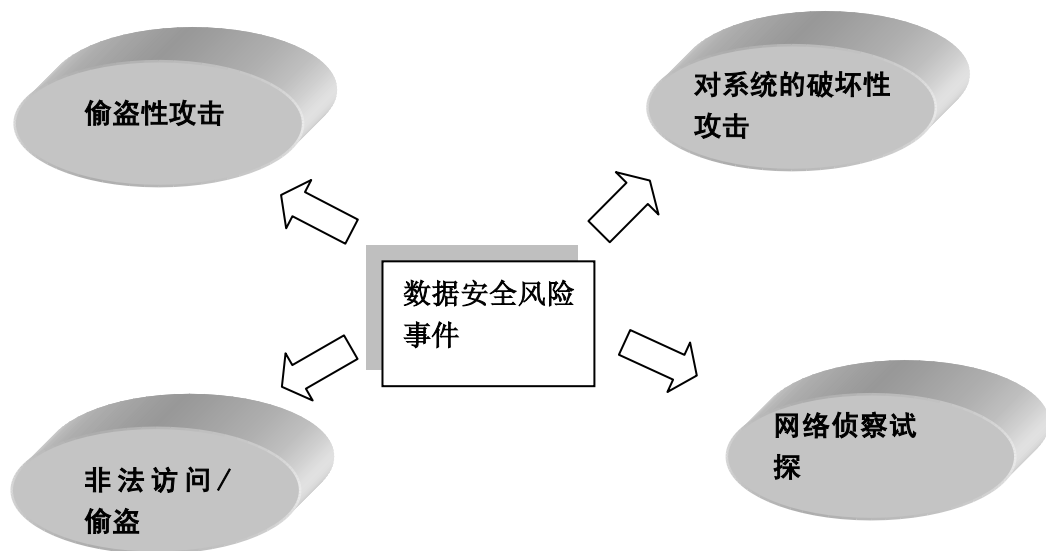 偷盗性攻击
对系统的破坏性
攻击
数据安全风险
事件
非法访问/
偷盗
网络侦察试
探